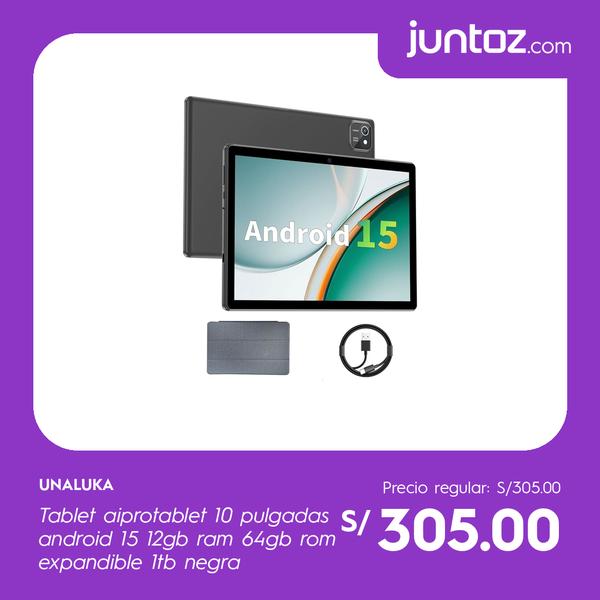 juntoz.com
Android 15
UNALUKA
Tablet aiprotablet 10 pulgadas
android 15 12gb ram 64gb rom
expandible 1tb negra
Precio regular: S/305.00
S/ 305.00